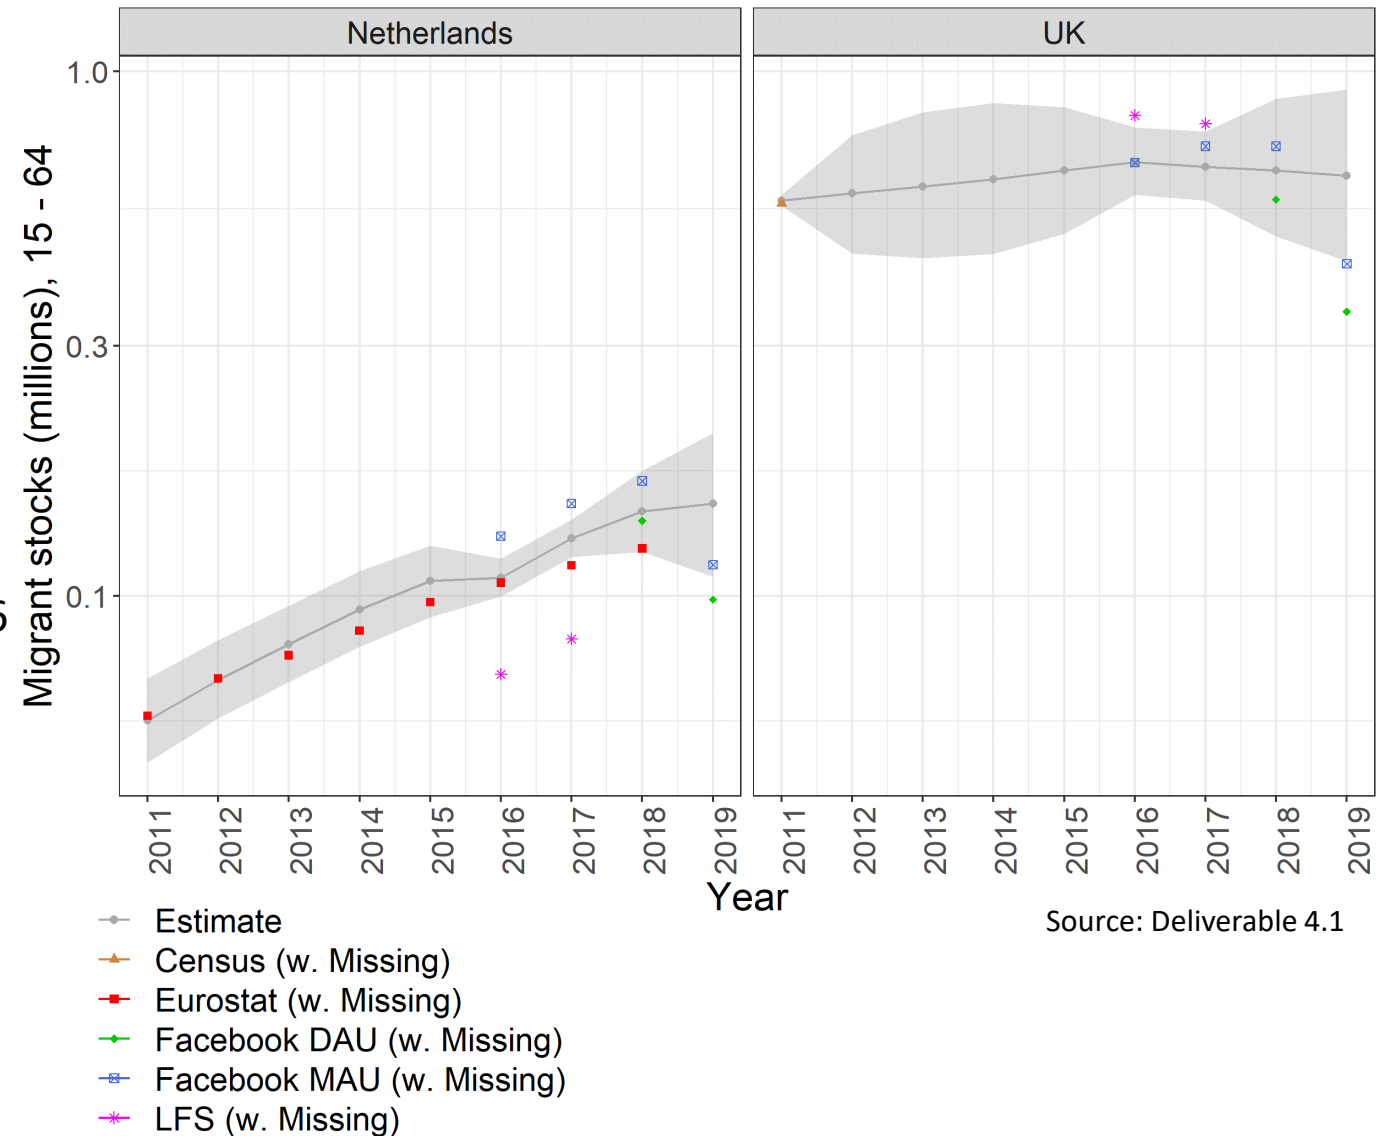 Netherlands
UK
Migrant stocks (millions), 15 - 64
1.0
0.3
0.1
2011
2012
2013
2014
2015
2016
2017
2018
2019
2011
2012
2013
2014
2015
2016
2017
2018
2019
Year
Source: Deliverable 4.1
Estimate
Census (w. Missing)
Eurostat (w. Missing)
Facebook DAU (w. Missing)
Facebook MAU (w. Missing)
LFS (w. Missing)